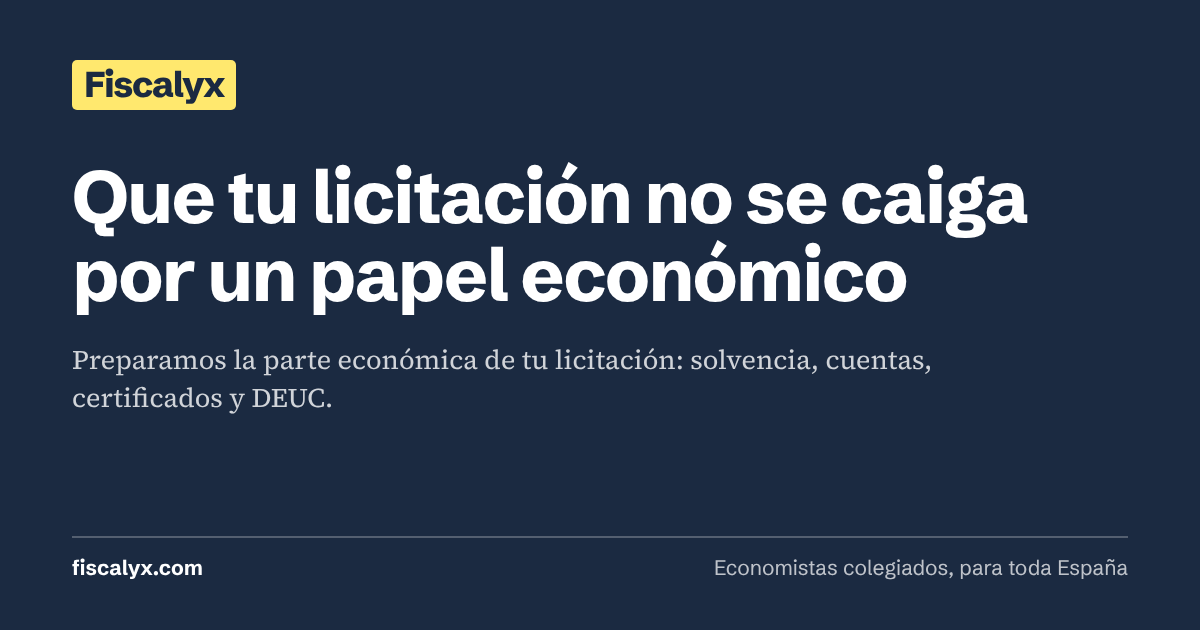 Fiscalyx
Que tu licitación no se caiga
por un papel económico
Preparamos la parte económica de tu licitación: solvencia, cuentas,
certificados y DEUC.
fiscalyx.com
Economistas colegiados, para toda España